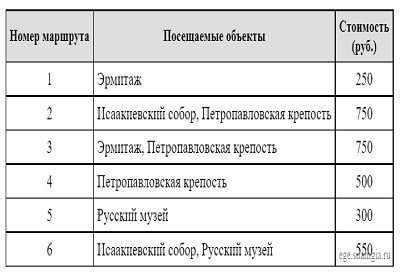 Номер маршрута Посещаемые объекты Стоимость (руб.)
1 Эрмитаж 250
2 Исаакиевский собор, Петропавловская крепость 750
3 Эрмитаж, Петропавловская крепость 750
4 Петропавловская крепость 500
5 Русский музей 300
6 Исаакиевский собор, Русский музей 550
ege.sdamgia.ru